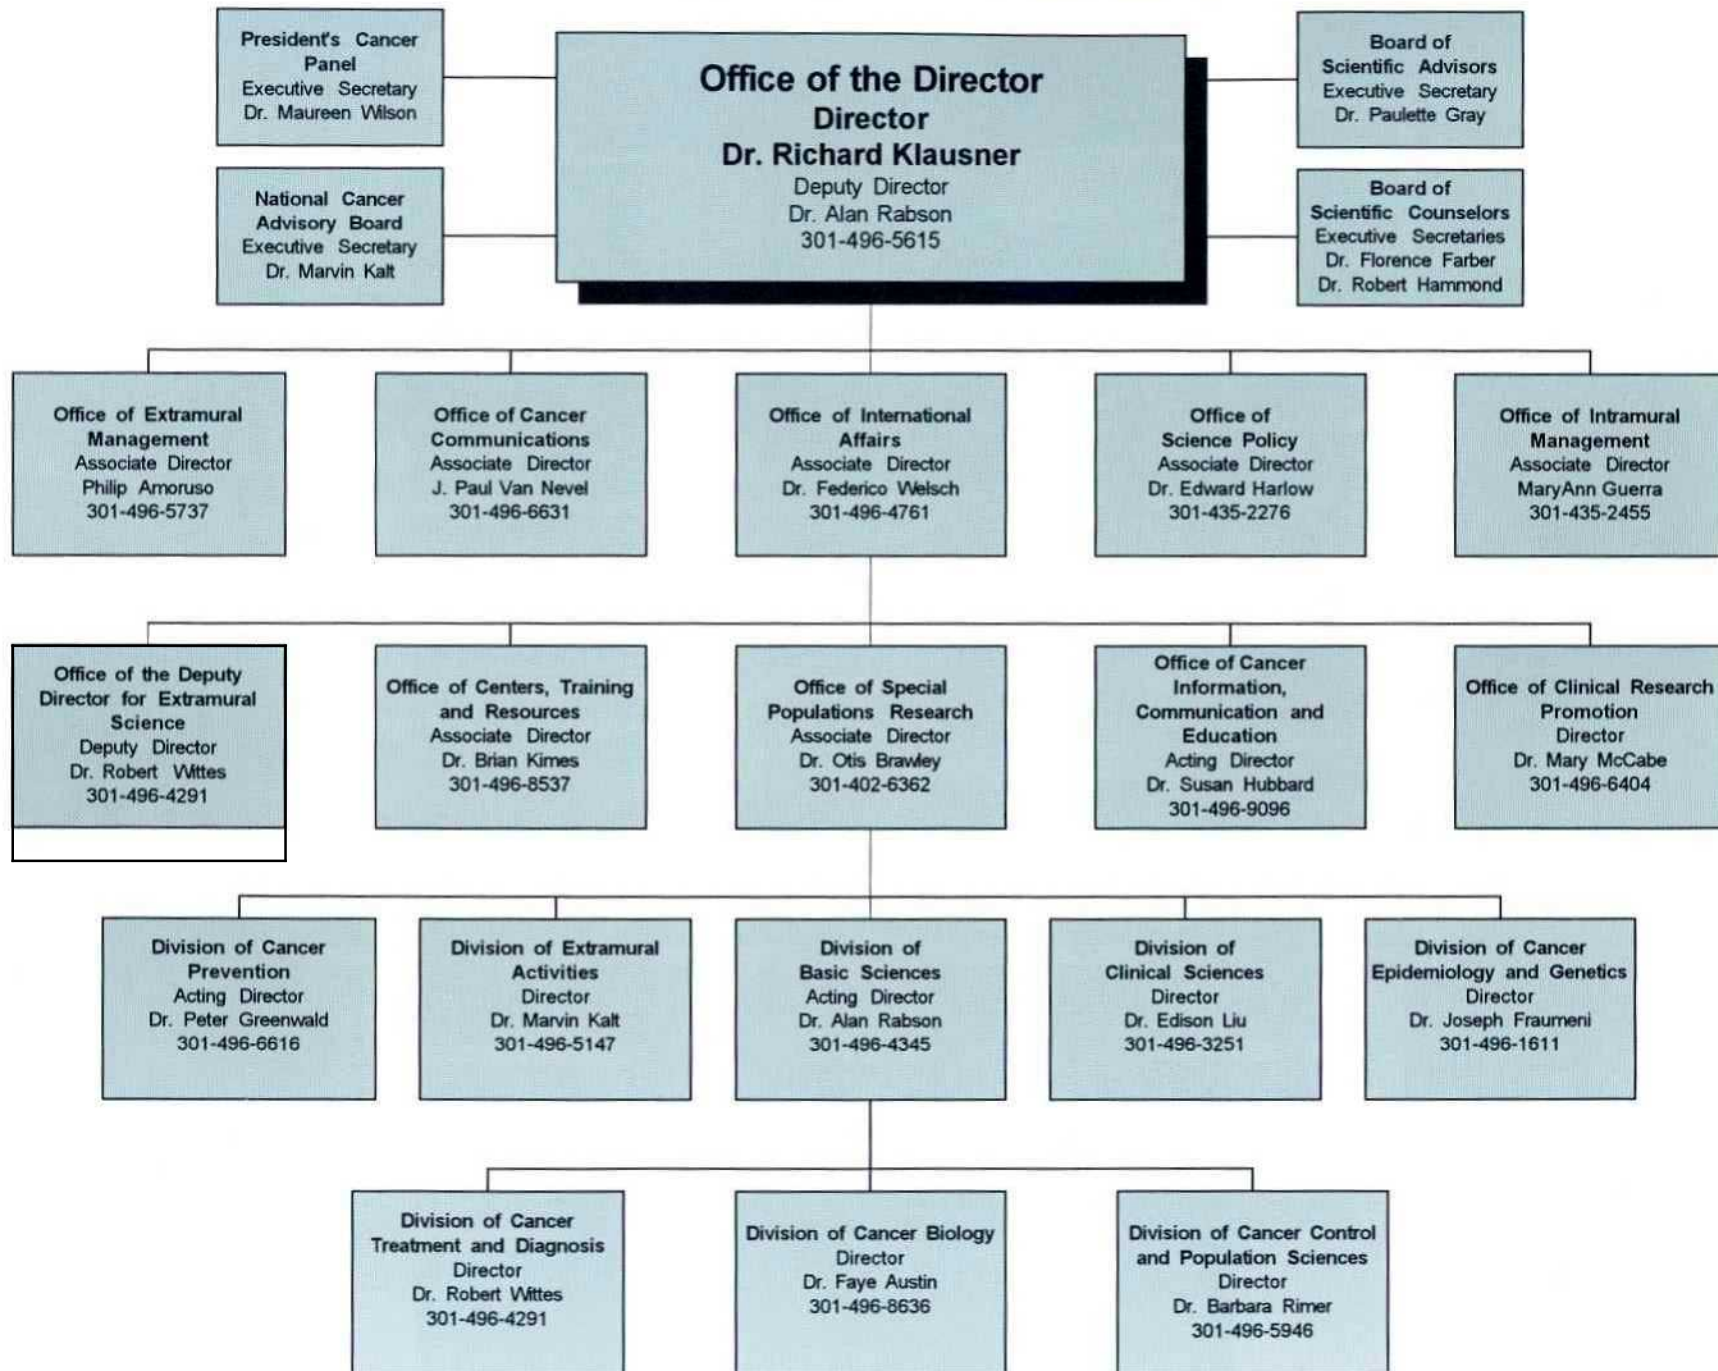 President's Cancer
Panel
Executive Secretary
Dr. Maureen Wilson
Office of the Director
Director
Dr. Richard Klausner
Deputy Director
Dr. Alan Rabson
301-496-5615
Board of
Scientific Advisors
Executive Secretary
Dr. Paulette Gray
National Cancer
Advisory Board
Executive Secretary
Dr. Marvin Kalt
Board of
Scientific Counselors
Executive Secretaries
Dr. Florence Farber
Dr. Robert Hammond
Office of Extramural
Management
Associate Director
Philip Amoruso
301-496-5737
Office of Cancer
Communications
Associate Director
J. Paul Van Nevel
301-496-6631
Office of International
Affairs
Associate Director
Dr. Federico Welsch
301-496-4761
Office of
Science Policy
Associate Director
Dr. Edward Harlow
301-435-2276
Office of Intramural
Management
Associate Director
MaryAnn Guerra
301-435-2455
Office of the Deputy
Director for Extramural
Science
Deputy Director
Dr. Robert Wittes
301-496-4291
Office of Centers, Training
and Resources
Associate Director
Dr. Brian Kimes
301-496-8537
Office of Special
Populations Research
Associate Director
Dr. Otis Brawley
301-402-6362
Office of Cancer
Information,
Communication and
Education
Acting Director
Dr. Susan Hubbard
301-496-9096
Office of Clinical Research
Promotion
Director
Dr. Mary McCabe
301-496-6404
Division of Cancer
Prevention
Acting Director
Dr. Peter Greenwald
301-496-6616
Division of Extramural
Activities
Director
Dr. Marvin Kalt
301-496-5147
Division of
Basic Sciences
Acting Director
Dr. Alan Rabson
301-496-4345
Division of
Clinical Sciences
Director
Dr. Edison Liu
301-496-3251
Division of Cancer
Epidemiology and Genetics
Director
Dr. Joseph Fraumeni
301-496-1611
Division of Cancer
Treatment and Diagnosis
Director
Dr. Robert Wittes
301-496-4291
Division of Cancer Biology
Director
Dr. Faye Austin
301-496-8636
Division of Cancer Control
and Population Sciences
Director
Dr. Barbara Rimer
301-496-5946